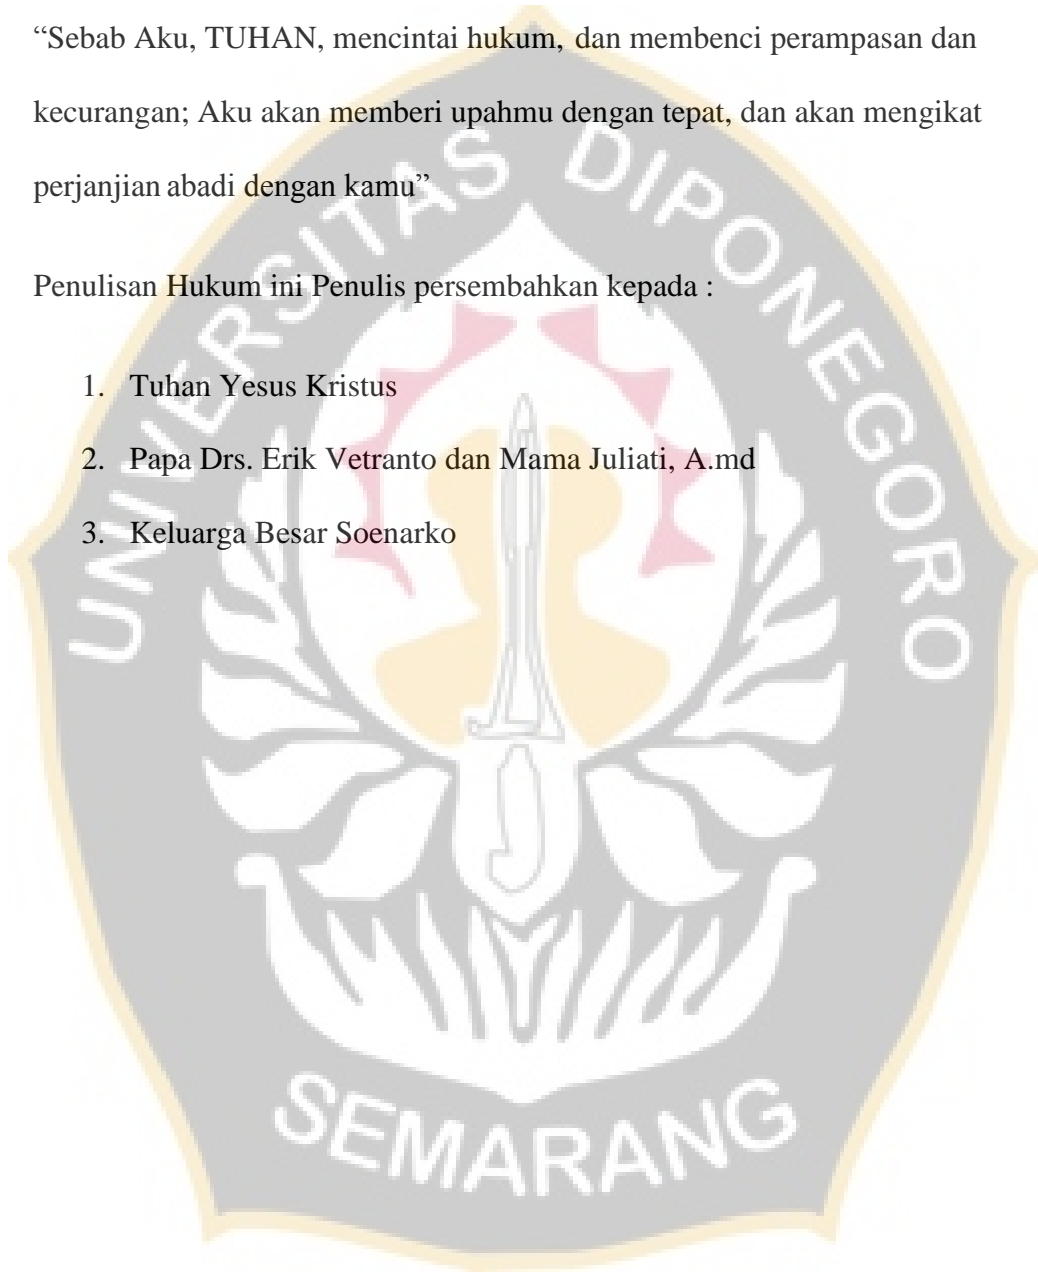 “Sebab Aku, TUHAN, mencintai hukum, dan membenci perampasan dan
kecurangan; Aku akan memberi upahmu dengan tepat, dan akan mengikat
perjanjian abadi dengan kamu”
Penulisan Hukum ini Penulis persembahkan kepada :
1. Tuhan Yesus Kristus
2. Papa Drs. Erik Vetranto dan Mama Juliati, A.md
3. Keluarga Besar Soenarko
UNIVERSITAS DIPONEGORO
SEMARANG